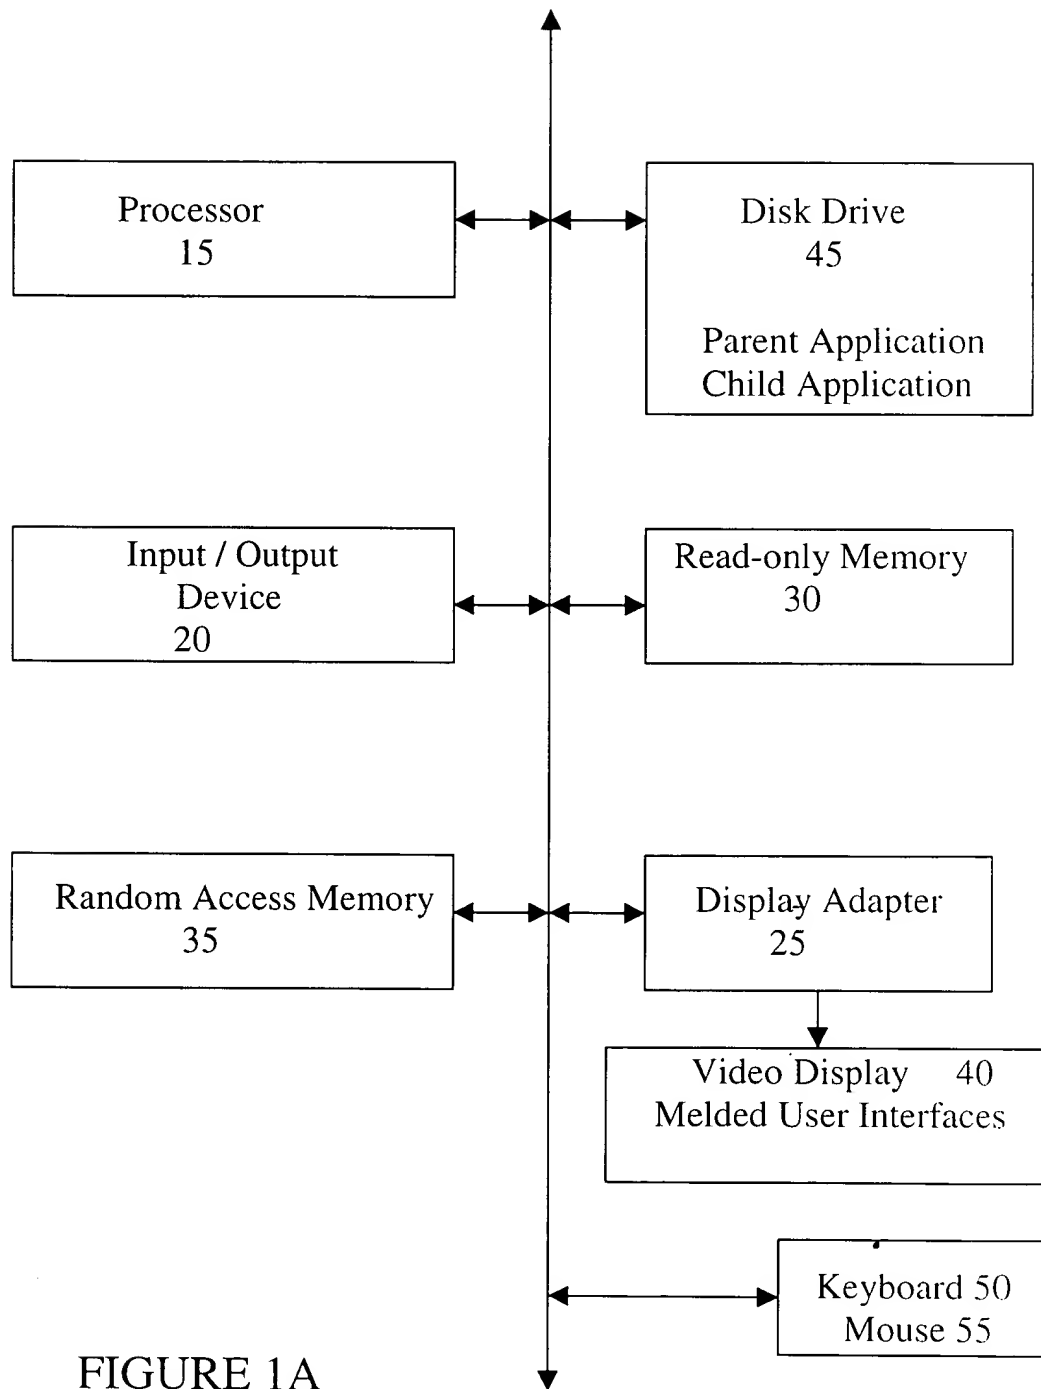 Processor
15
Disk Drive
45
Parent Application
Child Application
Input / Output
Device
20
Read-only Memory
30
Random Access Memory
35
Display Adapter
25
Video Display 40
Melded User Interfaces
Keyboard 50
Mouse 55
FIGURE 1A